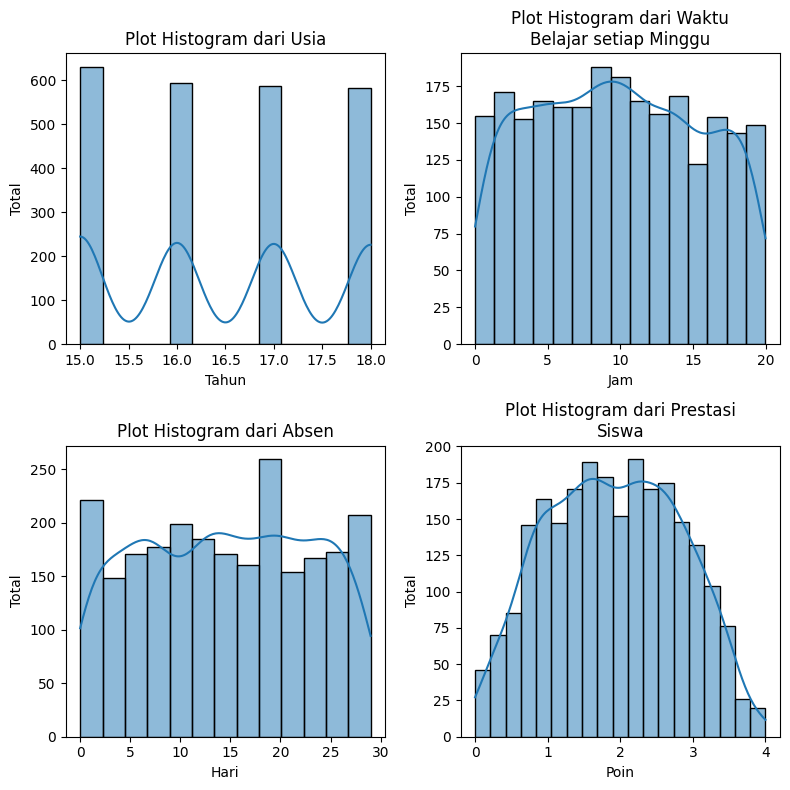 Plot Histogram dari Usia
600
500
400
300
200
100
0
Total
15.0 15.5 16.0 16.5 17.0 17.5 18.0
Tahun
Plot Histogram dari Waktu
Belajar setiap Minggu
175
150
125
100
75
50
25
0
Total
0 5 10 15 20
Jam
Plot Histogram dari Absen
250
200
150
100
50
0
Total
0 5 10 15 20 25 30
Hari
Plot Histogram dari Prestasi
Siswa
200
175
150
125
100
75
50
25
0
Total
0 1 2 3 4
Poin